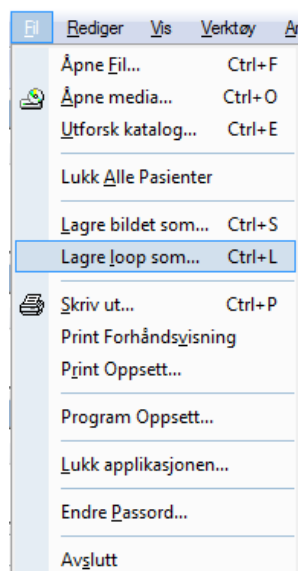 Fil Rediger Vis Verktøy
Åpne Fil... Ctrl+F
Åpne media... Ctrl+O
Utforsk katalog... Ctrl+E
Lukk Alle Pasienter
Lagre bildet som... Ctrl+S
Lagre loop som... Ctrl+L
Skriv ut... Ctrl+P
Print Forhåndsvisning
Print Oppsett...
Program Oppsett...
Lukk applikasjonen...
Endre Passord...
Avslutt